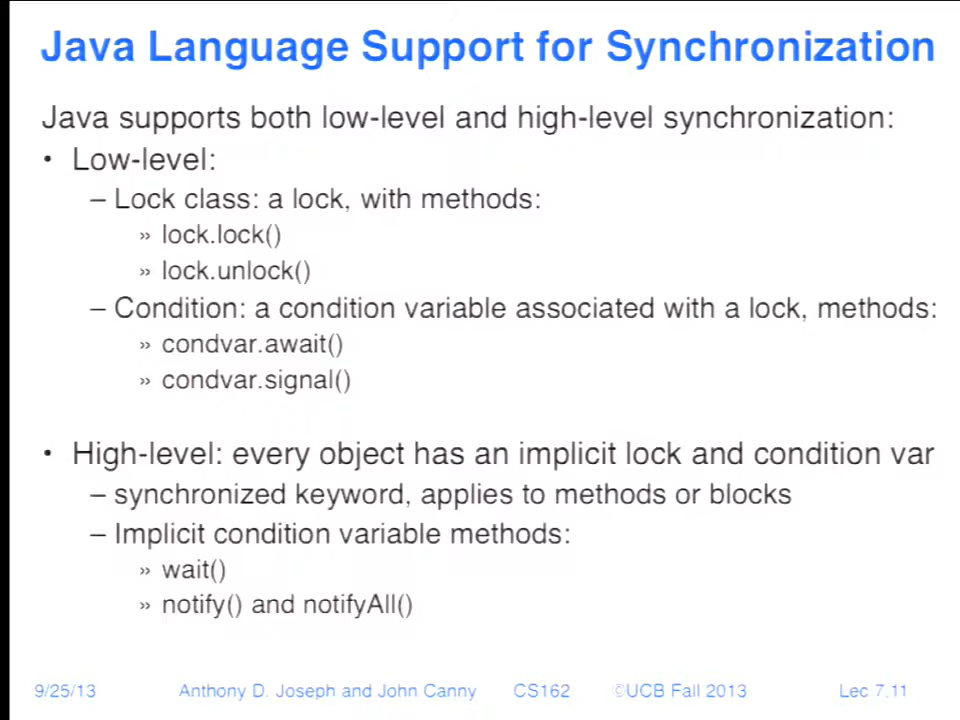 Java Language Support for Synchronization
Java supports both low-level and high-level synchronization:
• Low-level:
– Lock class: a lock, with methods:
» lock.lock()
» lock.unlock()
– Condition: a condition variable associated with a lock, methods:
» condvar.await()
» condvar.signal()
• High-level: every object has an implicit lock and condition var
– synchronized keyword, applies to methods or blocks
– Implicit condition variable methods:
» wait()
» notify() and notifyAll()
9/25/13 Anthony D. Joseph and John Canny CS162 ©UCB Fall 2013 Lec 7.11